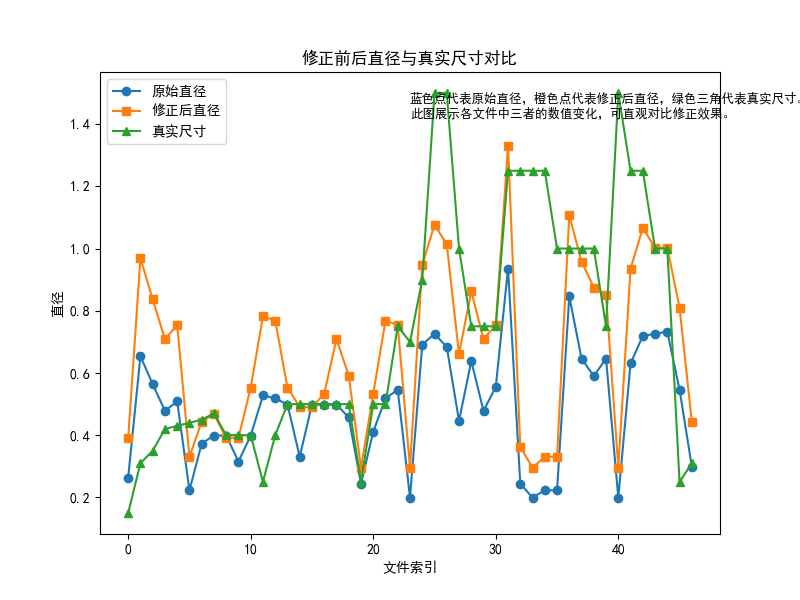 修正前后直径与真实尺寸对比
原始直径
修正后直径
真实尺寸
蓝色点代表原始直径，橙色点代表修正后直径，绿色三角代表真实尺寸。
此图展示各文件中三者的数值变化，可直观对比修正效果。
直径
1.4
1.2
1.0
0.8
0.6
0.4
0.2
0 10 20 30 40
文件索引